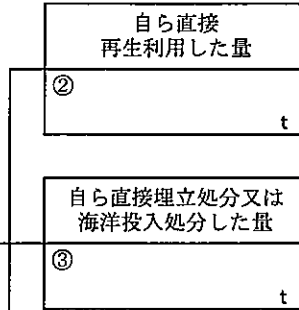 自ら直接
再生利用した量
②
t
自ら直接埋立処分又は
海洋投入処分した量
③
t